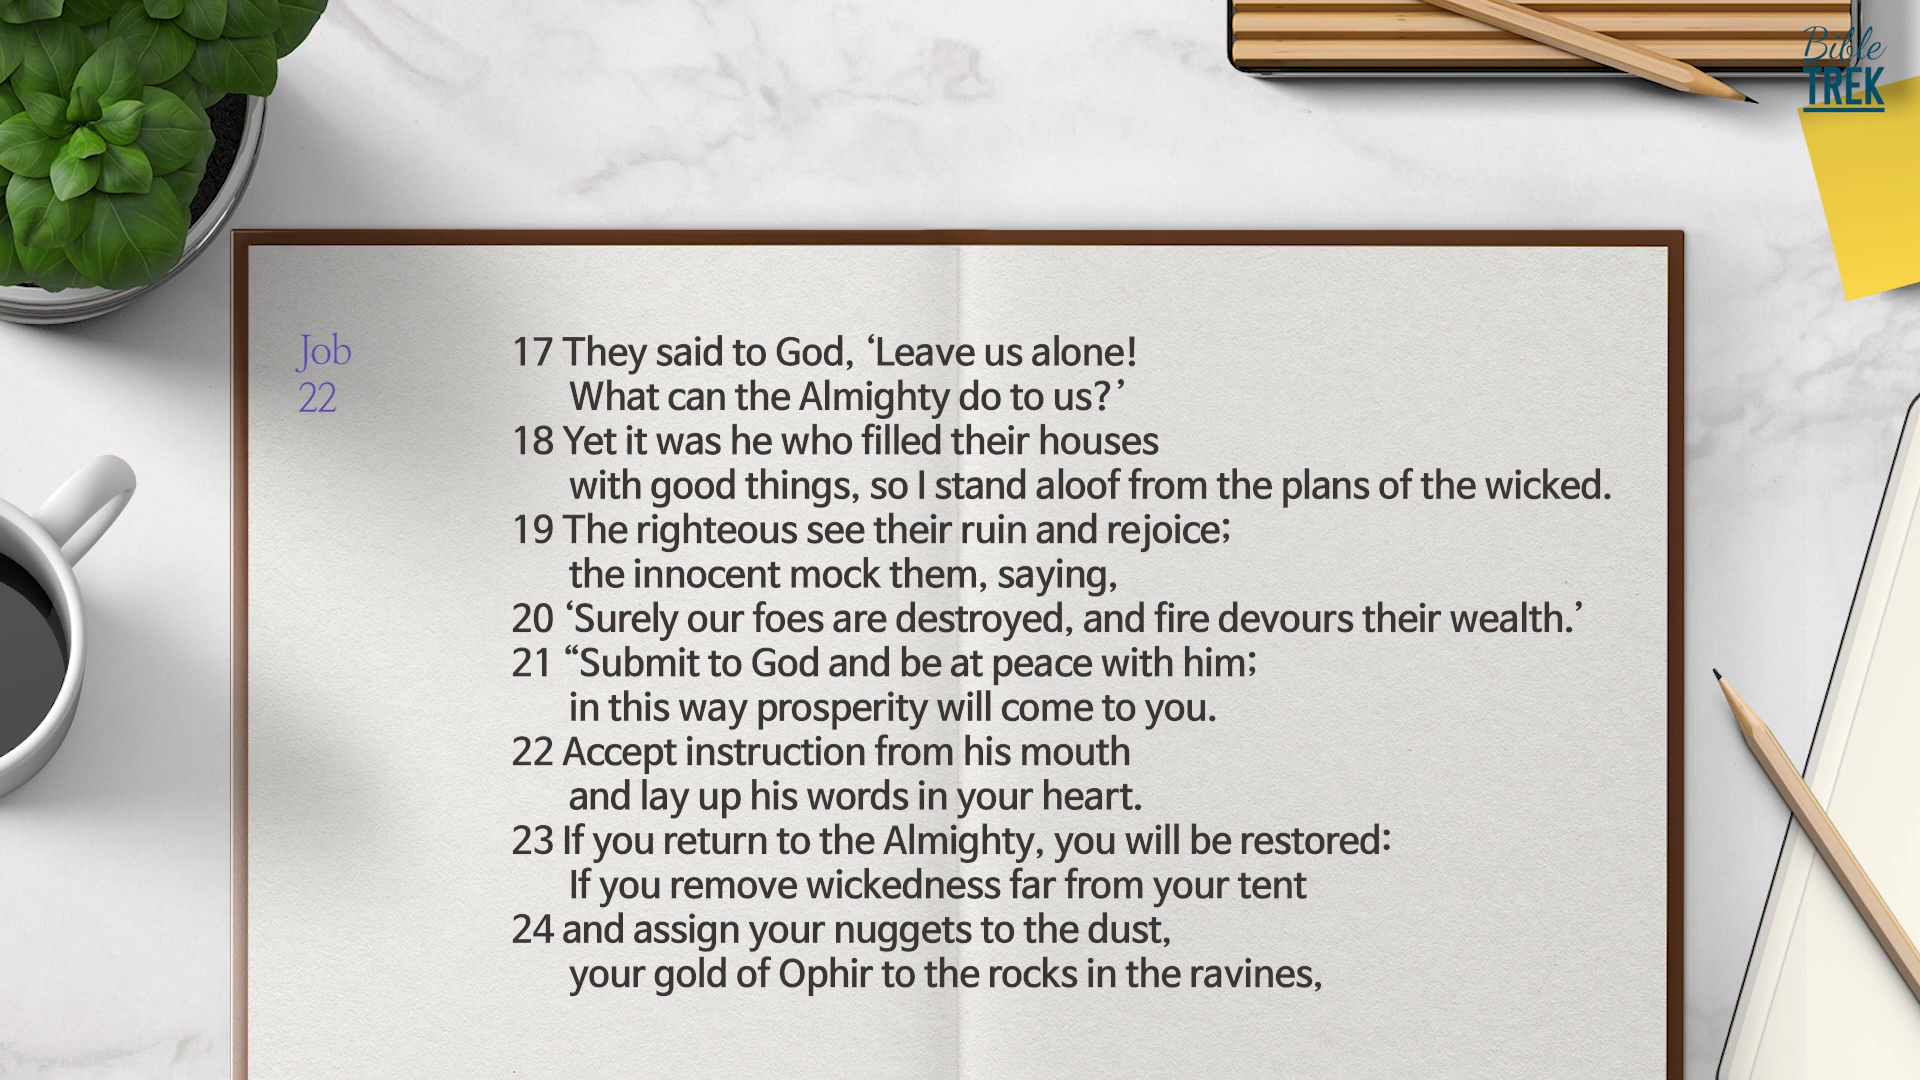 Bible
TREK
Job
22
17 They said to God, ‘Leave us alone!
What can the Almighty do to us?’
18 Yet it was he who filled their houses
with good things, so I stand aloof from the plans of the wicked.
19 The righteous see their ruin and rejoice;
the innocent mock them, saying,
20 ‘Surely our foes are destroyed, and fire devours their wealth.’
21 “Submit to God and be at peace with him;
in this way prosperity will come to you.
22 Accept instruction from his mouth
and lay up his words in your heart.
23 If you return to the Almighty, you will be restored:
If you remove wickedness far from your tent
24 and assign your nuggets to the dust,
your gold of Ophir to the rocks in the ravines,